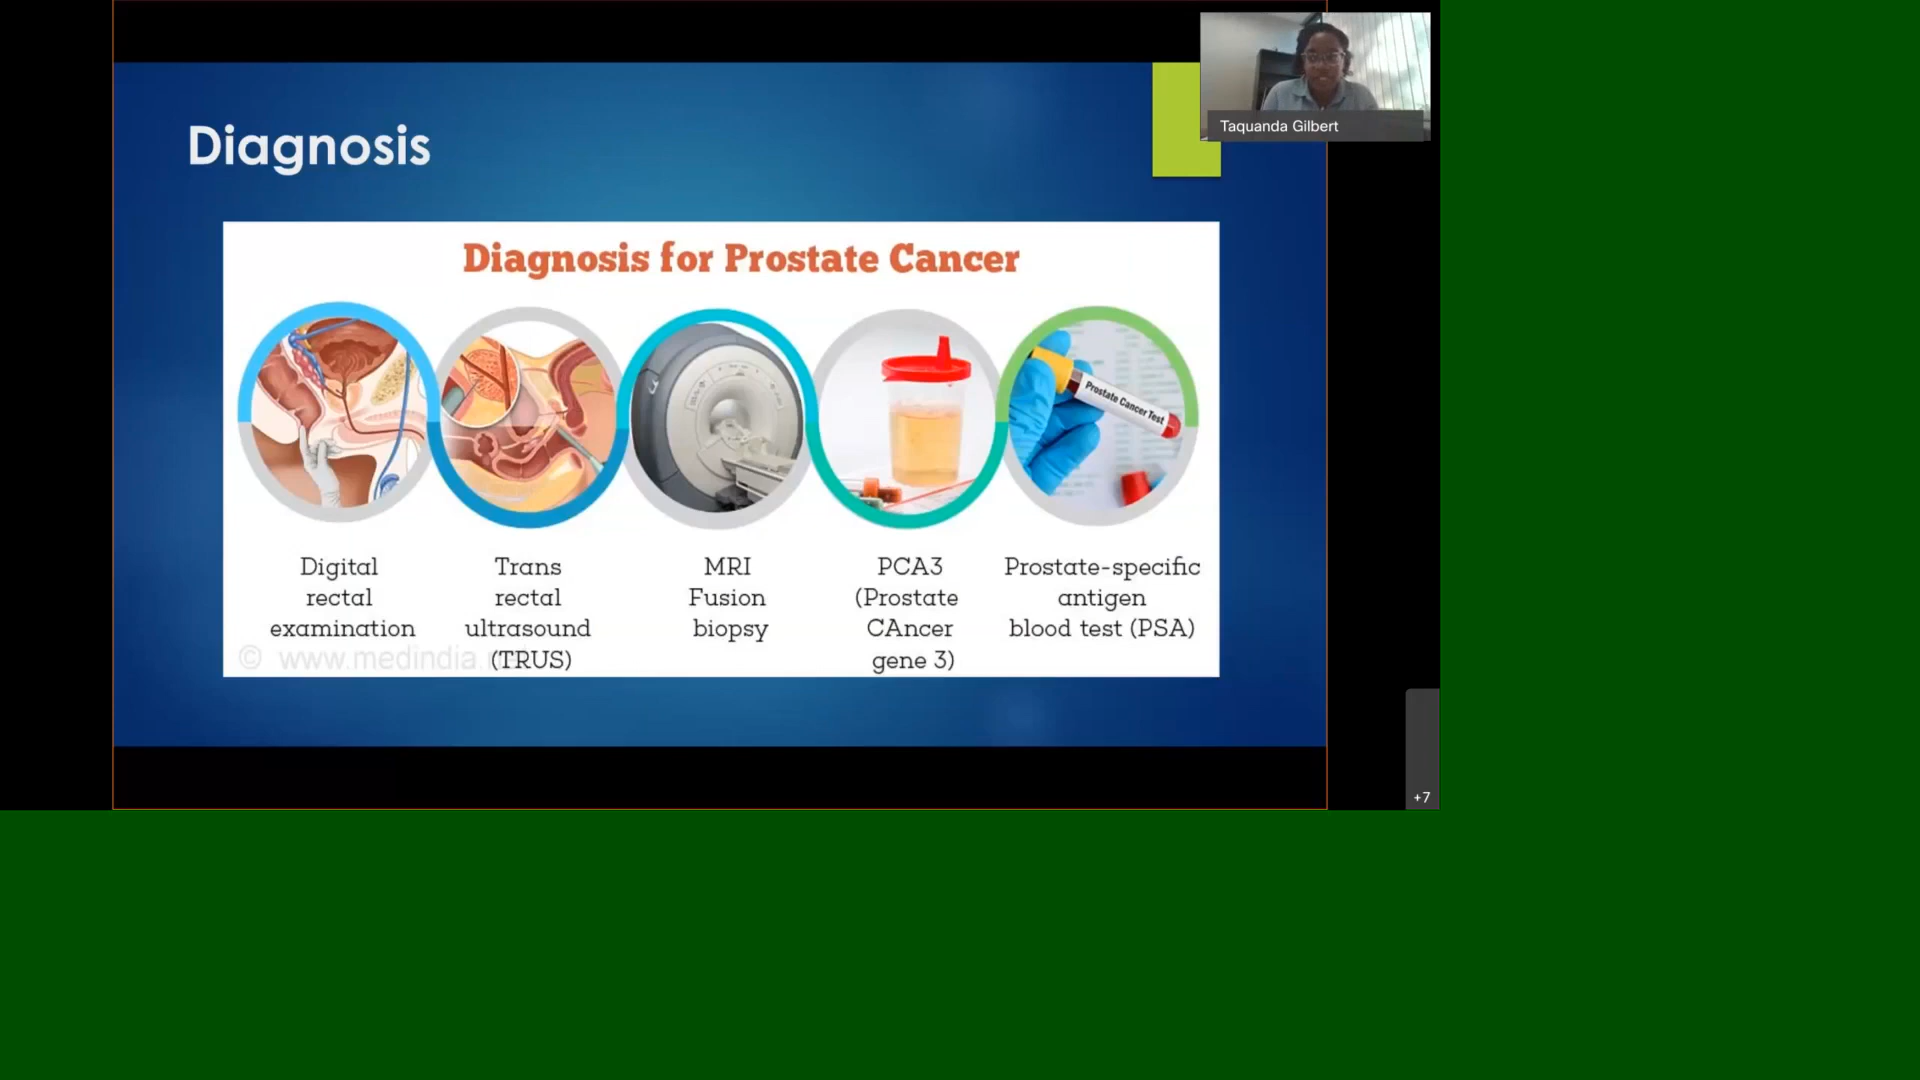 Taquanda Gilbert
Diagnosis
Diagnosis for Prostate Cancer
Prostate Cancer Test
Digital
rectal
examination
Trans
rectal
ultrasound
(TRUS)
MRI
Fusion
biopsy
PCA3
(Prostate
CAncer
gene 3)
Prostate-specific
antigen
blood test (PSA)
© www.medindia.
+7